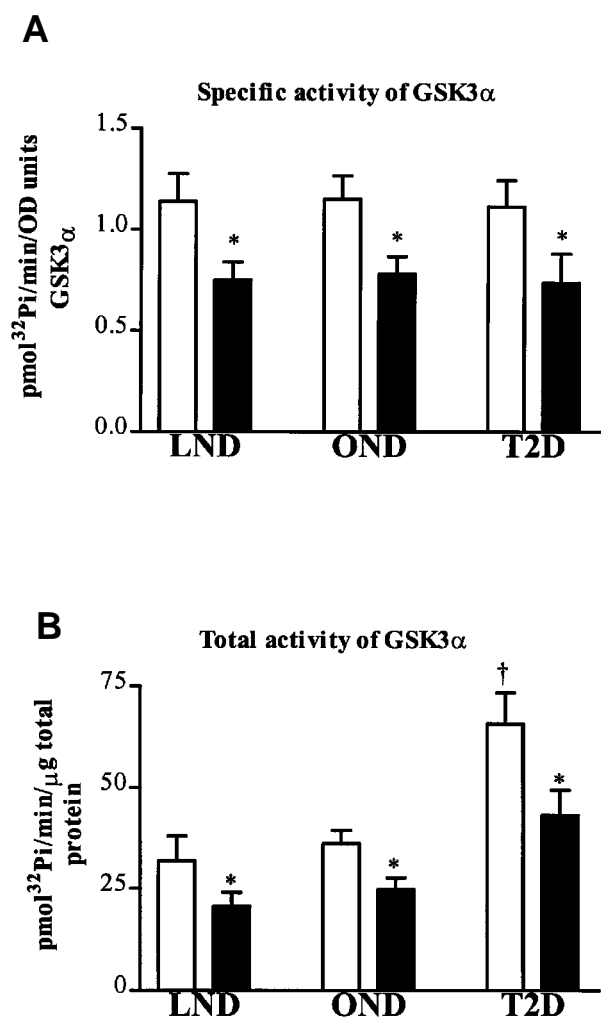 A
Specific activity of GSK3α
pmol³²Pi/min/OD units
GSK3α
1.5
1.0
0.5
0.0
*
*
*
LND
OND
T2D
B
Total activity of GSK3α
pmol³²Pi/min/μg total
protein
75
50
25
0
*
*
†
*
LND
OND
T2D